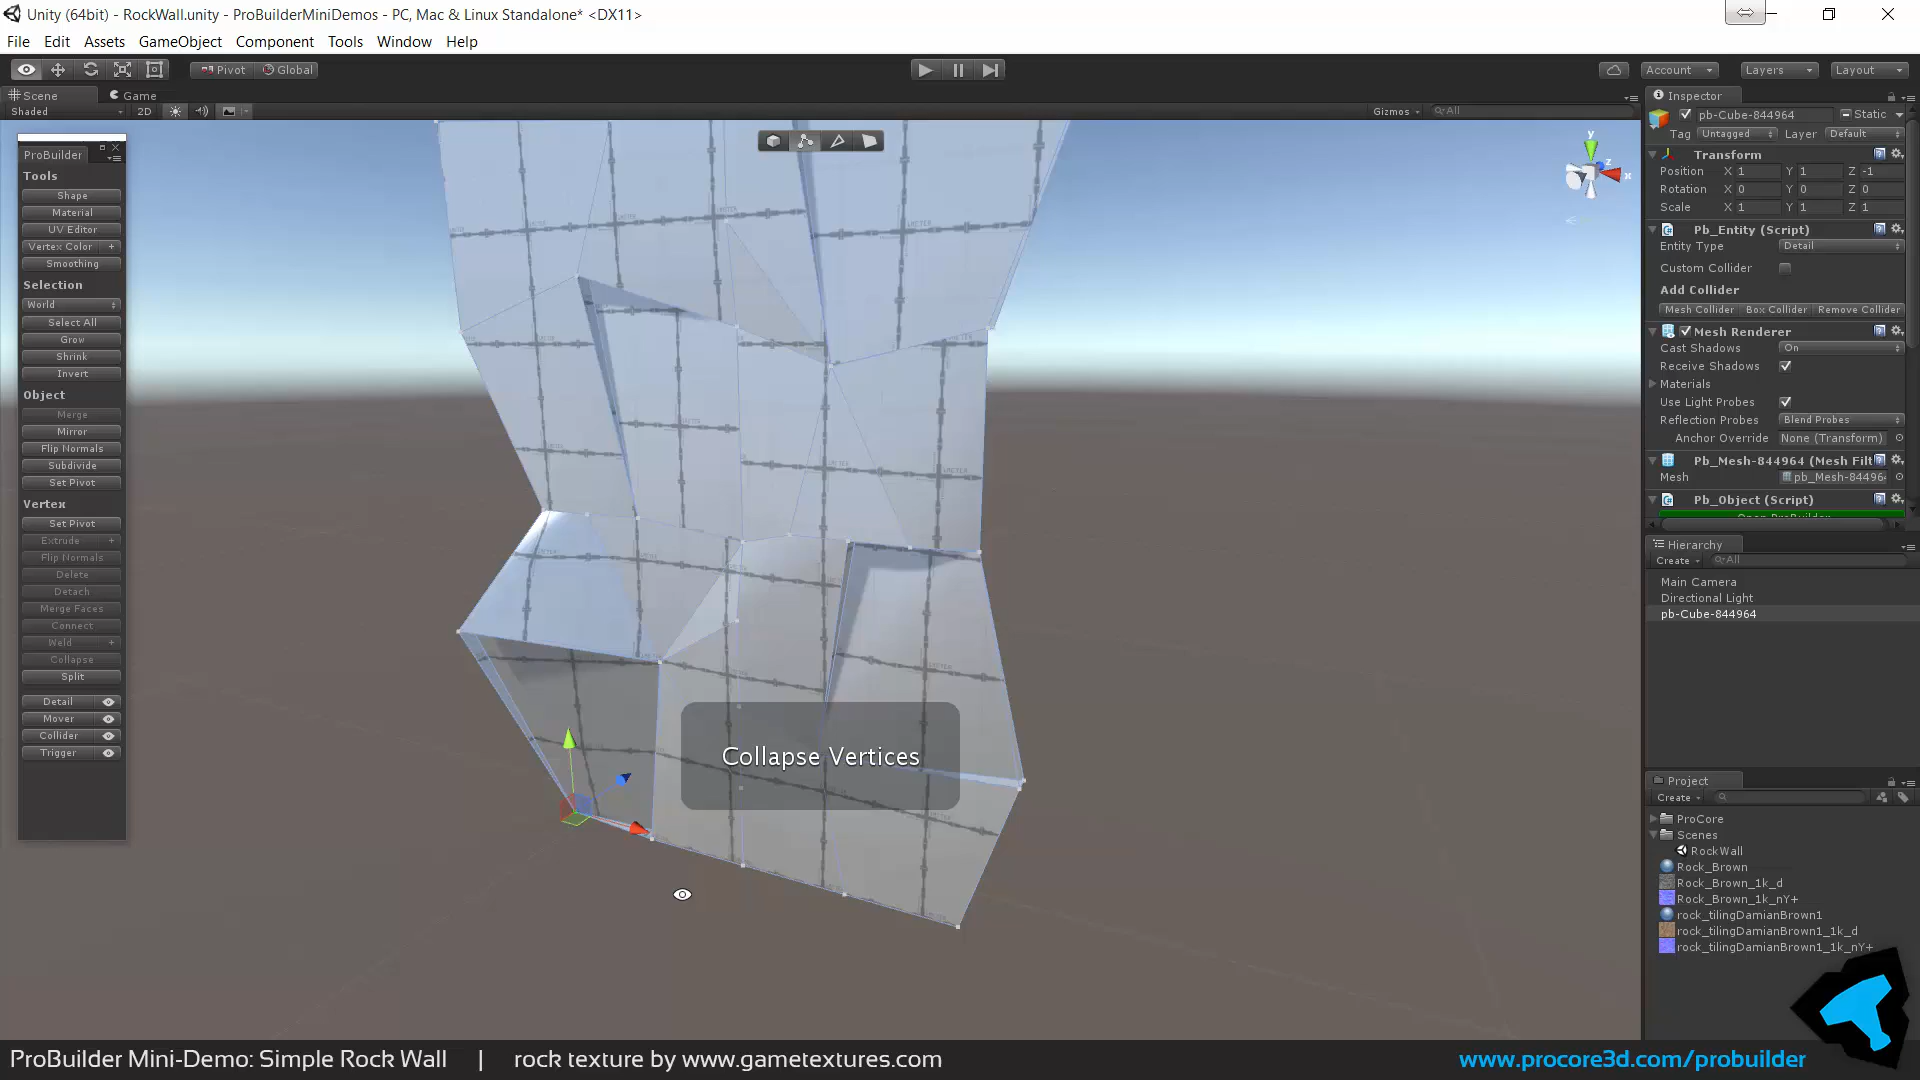 Unity (64bit) - RockWall.unity - ProBuilderMiniDemos - PC, Mac & Linux Standalone* <DX11>
File Edit Assets GameObject Component Tools Window Help
Pivot Global
Account Layers Layout
Scene Game
Shaded 2D
Gizmos All
ProBuilder
Tools
Shape
Material
UV Editor
Vertex Color +
Smoothing
Selection
World
Select All
Grow
Shrink
Invert
Object
Merge
Mirror
Flip Normals
Subdivide
Set Pivot
Vertex
Set Pivot
Extrude +
Flip Normals
Delete
Detach
Merge Faces
Connect
Weld +
Collapse
Split
Detail
Mover
Collider
Trigger
y
z
x
Collapse Vertices
Inspector
pb-Cube-844964 Static
Tag Untagged Layer Default
Transform
Position X 1 Y 1 Z -1
Rotation X 0 Y 0 Z 0
Scale X 1 Y 1 Z 1
Pb_Entity (Script)
Entity Type Detail
Custom Collider
Add Collider
Mesh Collider Box Collider Remove Collider
Mesh Renderer
Cast Shadows On
Receive Shadows
Materials
Use Light Probes
Reflection Probes Blend Probes
Anchor Override None (Transform)
Pb_Mesh-844964 (Mesh Filt
Mesh pb_Mesh-84496
Pb_Object (Script)
Hierarchy
Create All
Main Camera
Directional Light
pb-Cube-844964
Project
Create
ProCore
Scenes
RockWall
Rock_Brown
Rock_Brown_1k_d
Rock_Brown_1k_nY+
rock_tilingDamianBrown1
rock_tilingDamianBrown1_1k_d
rock_tilingDamianBrown1_1k_nY+
ProBuilder Mini-Demo: Simple Rock Wall | rock texture by www.gametextures.com
www.procore3d.com/probuilder